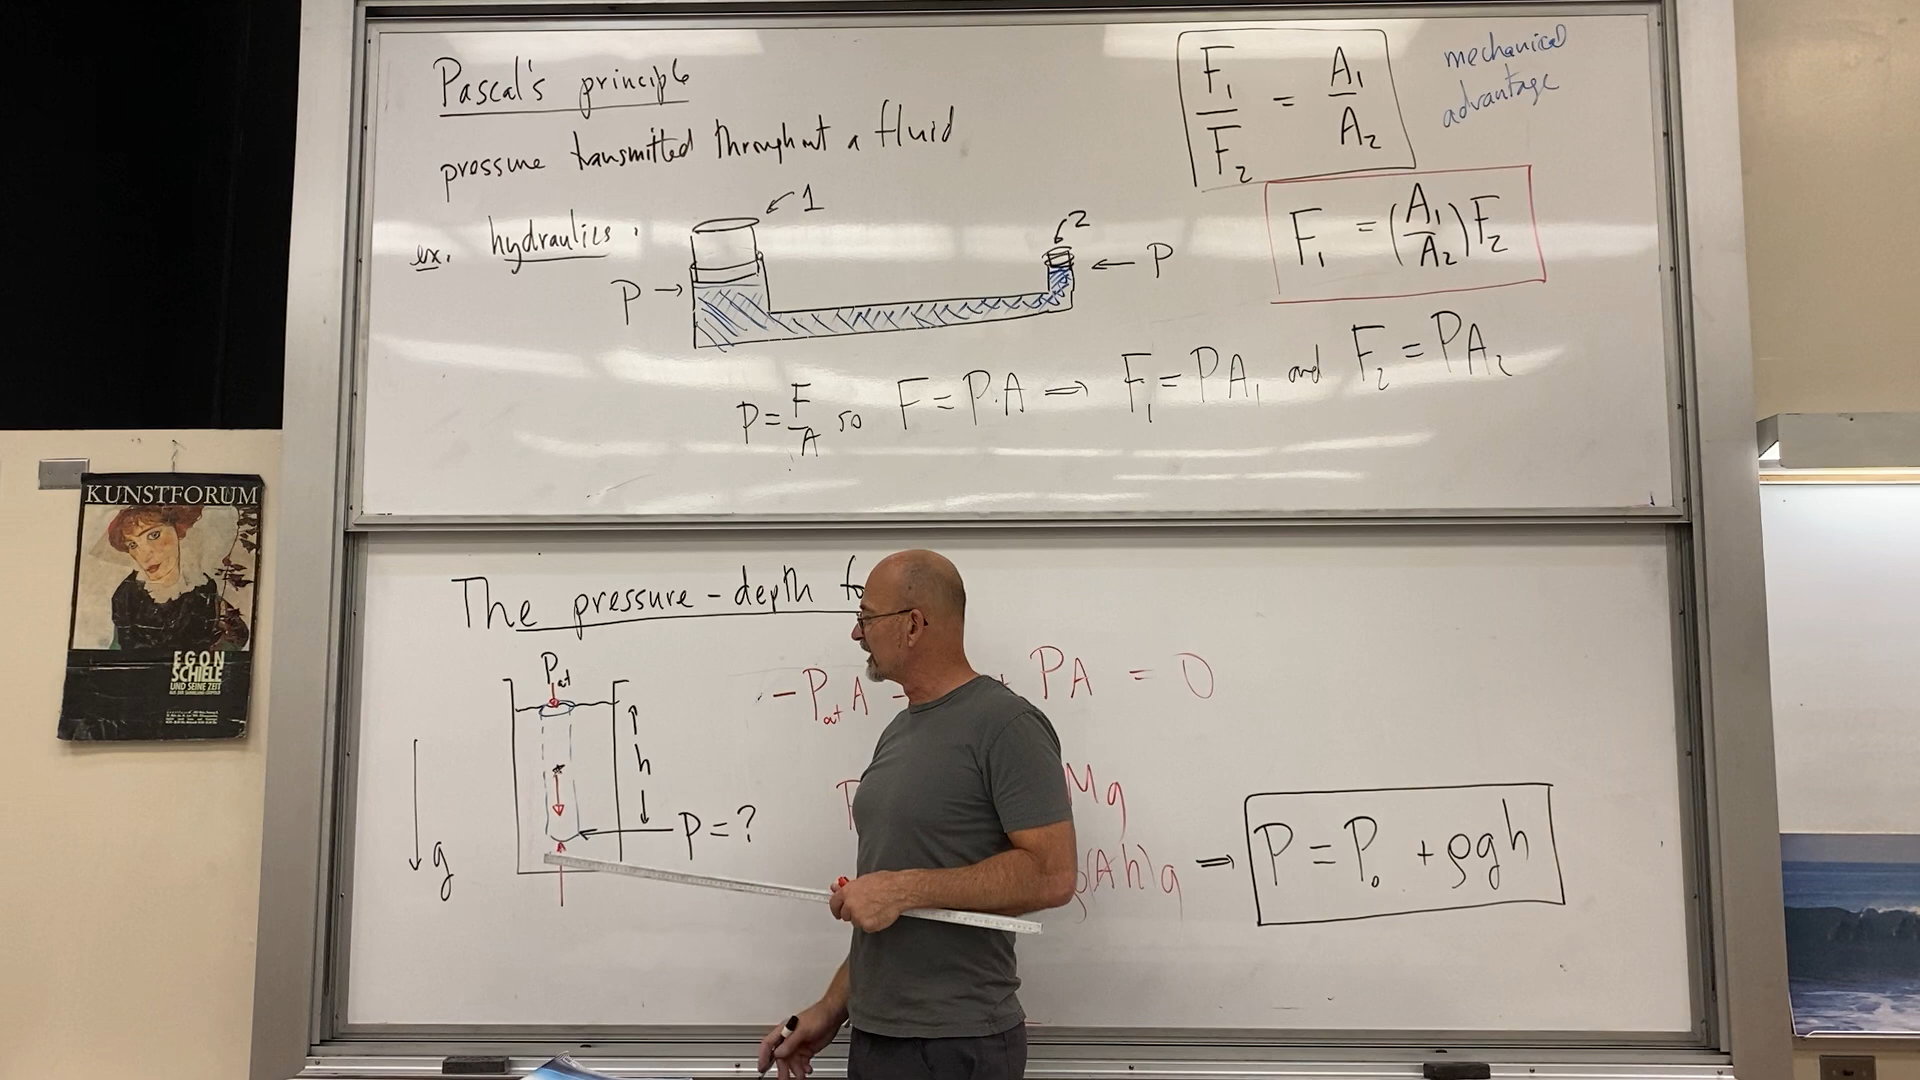 Pascal's principle
pressure transmitted throughout a fluid
ex. hydraulics.
1
2
P →
← P
P = F/A so F = P·A ⇒ F₁ = PA₁ and F₂ = PA₂
F₁/F₂ = A₁/A₂
mechanical
advantage
F₁ = (A₁/A₂)F₂
The pressure-depth fo
Pat
h
P = ?
g
-PatA - + PA = 0
Mg
(Ah)g ⇒ P = P₀ + ρgh
KUNSTFORUM
EGON
SCHIELE
UND SEINE ZEIT